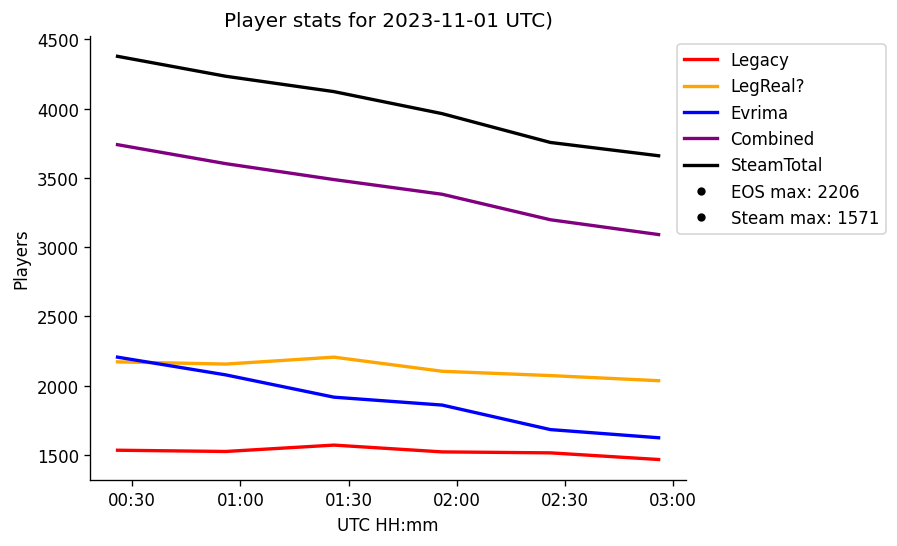 Player stats for 2023-11-01 UTC)
4500
4000
3500
3000
2500
2000
1500
Players
00:30 01:00 01:30 02:00 02:30 03:00
UTC HH:mm
Legacy
LegReal?
Evrima
Combined
SteamTotal
EOS max: 2206
Steam max: 1571